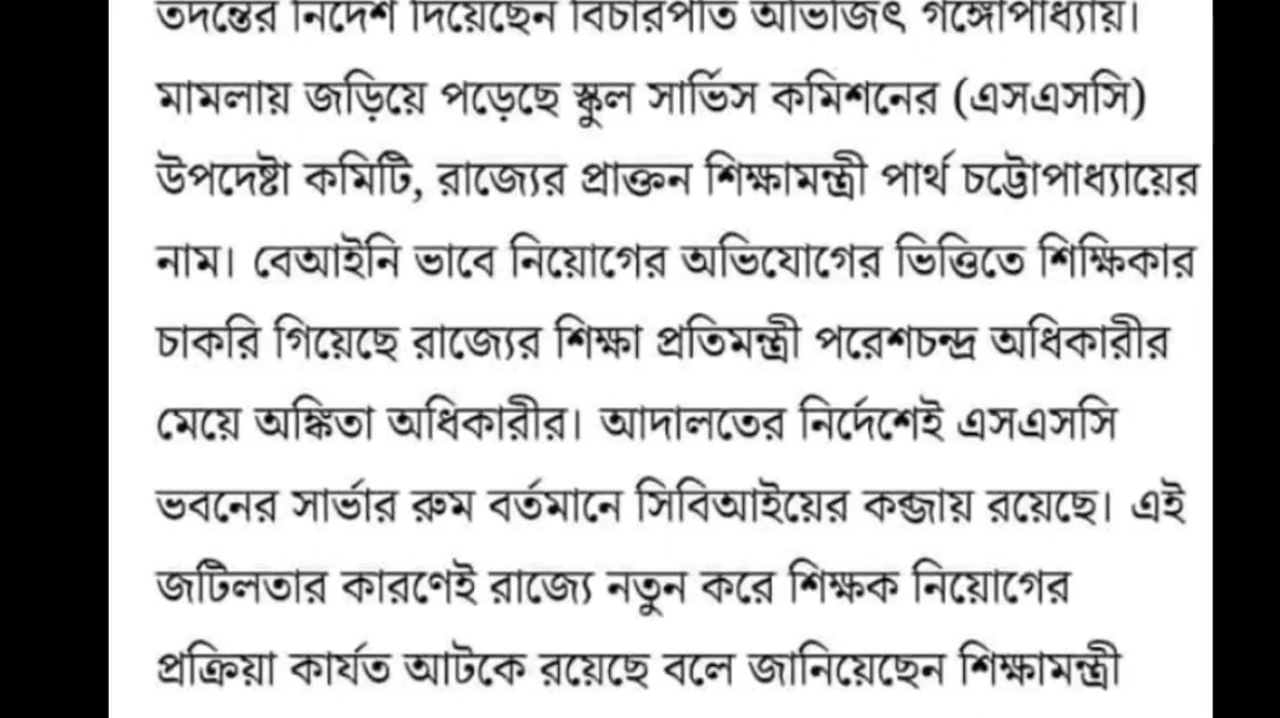 তদন্তের নির্দেশ দিয়েছেন বিচারপতি অভিজিৎ গঙ্গোপাধ্যায়।
মামলায় জড়িয়ে পড়েছে স্কুল সার্ভিস কমিশনের (এসএসসি)
উপদেষ্টা কমিটি, রাজ্যের প্রাক্তন শিক্ষামন্ত্রী পার্থ চট্টোপাধ্যায়ের
নাম। বেআইনি ভাবে নিয়োগের অভিযোগের ভিত্তিতে শিক্ষিকার
চাকরি গিয়েছে রাজ্যের শিক্ষা প্রতিমন্ত্রী পরেশচন্দ্র অধিকারীর
মেয়ে অঙ্কিতা অধিকারীর। আদালতের নির্দেশেই এসএসসি
ভবনের সার্ভার রুম বর্তমানে সিবিআইয়ের কব্জায় রয়েছে। এই
জটিলতার কারণেই রাজ্যে নতুন করে শিক্ষক নিয়োগের
প্রক্রিয়া কার্যত আটকে রয়েছে বলে জানিয়েছেন শিক্ষামন্ত্রী